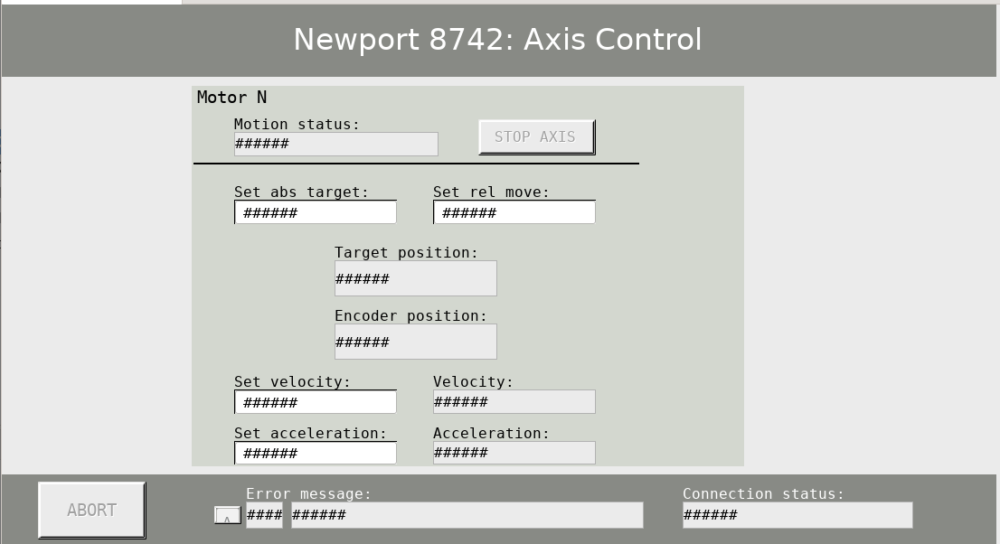 Newport 8742: Axis Control
Motor N
Motion status:
######
STOP AXIS
Set abs target: Set rel move:
###### ######
Target position:
######
Encoder position:
######
Set velocity: Velocity:
###### ######
Set acceleration: Acceleration:
###### ######
ABORT
Error message: Connection status:
^ #### ###### ######